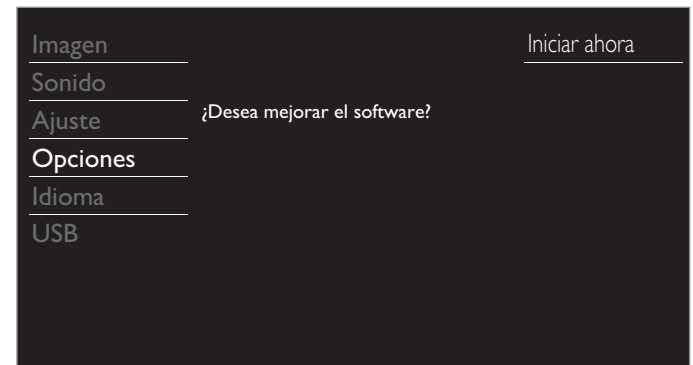 Imagen
Iniciar ahora
Sonido
Ajuste
¿Desea mejorar el software?
Opciones
Idioma
USB